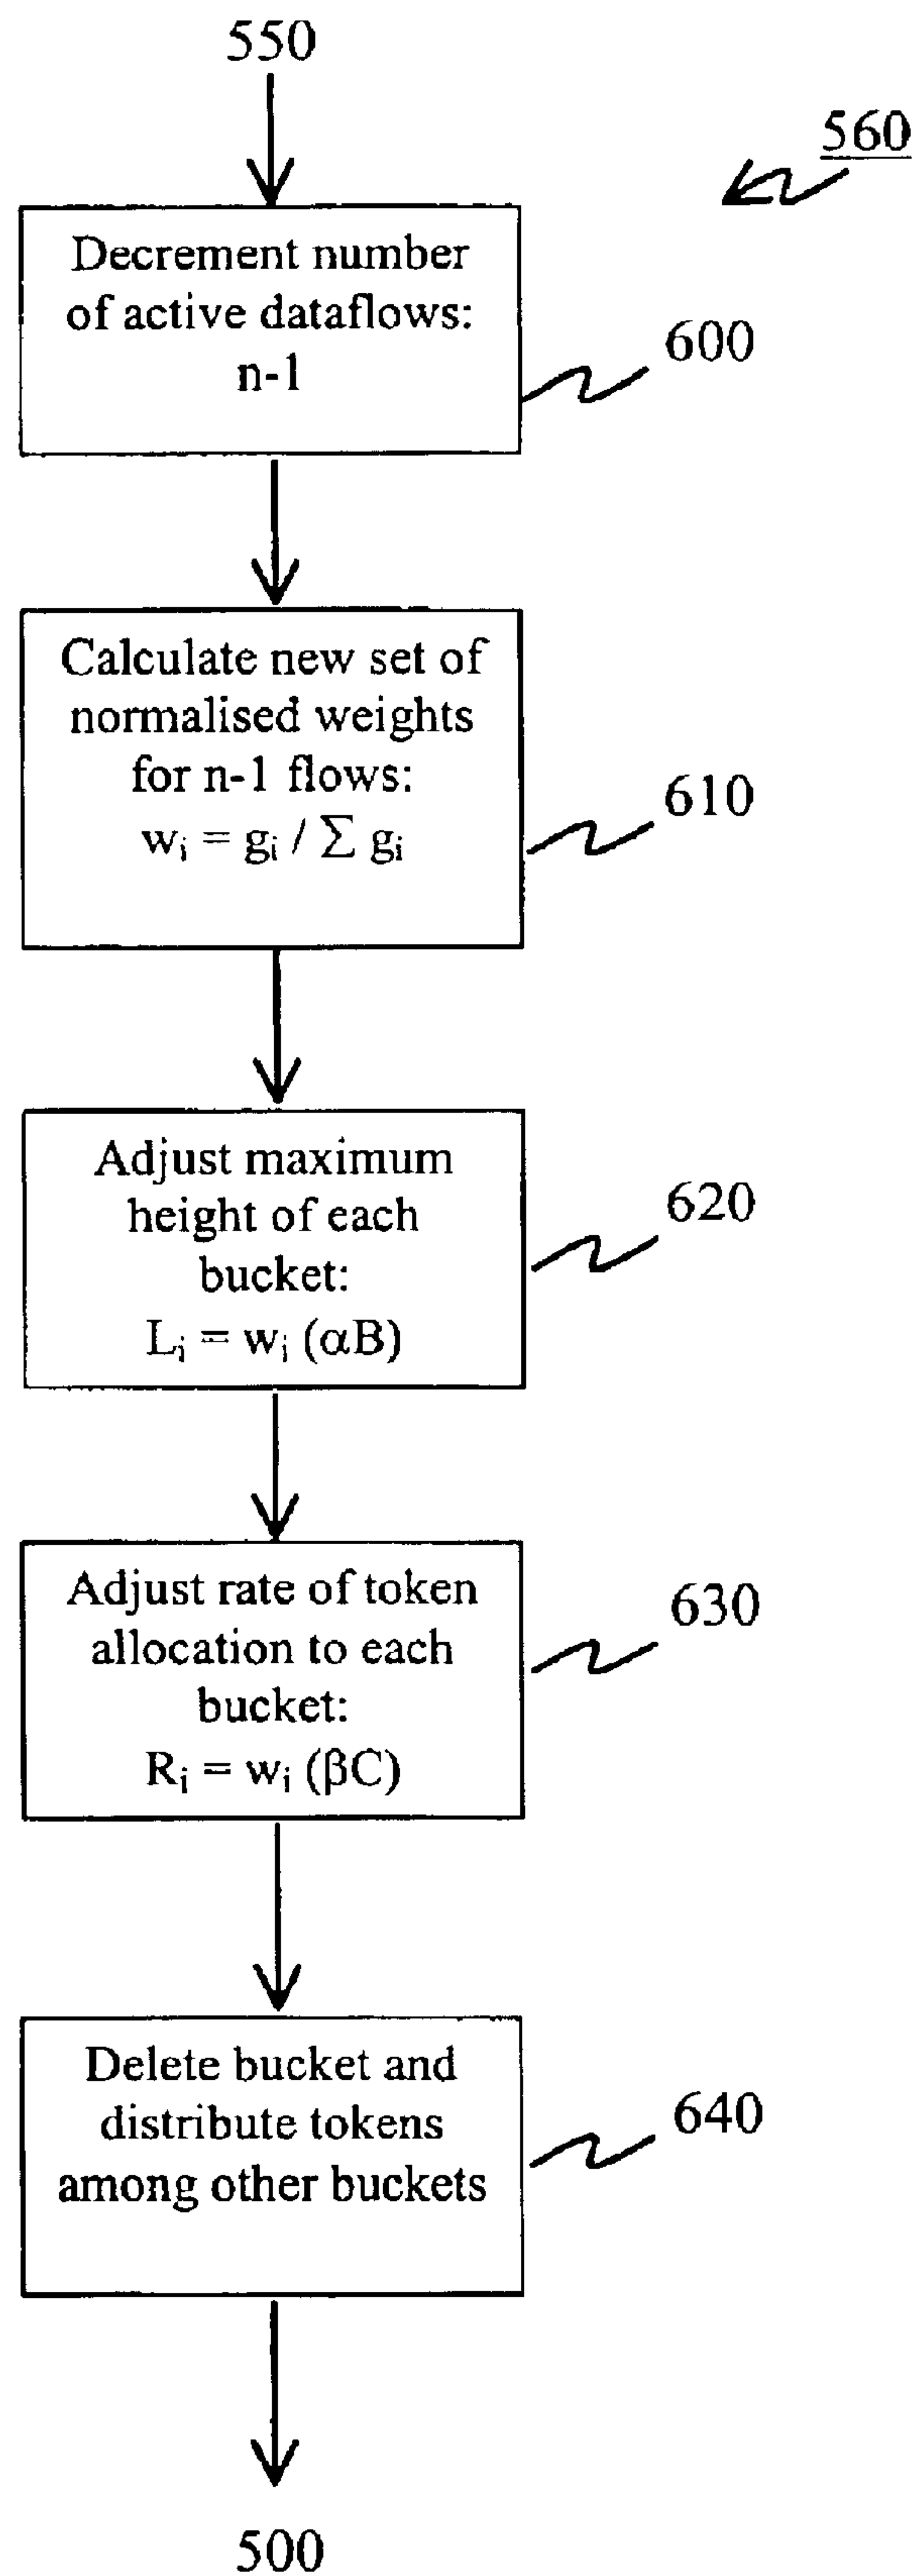 550
560
Decrement number
of active dataflows:
n-1
600
Calculate new set of
normalised weights
for n-1 flows:
wᵢ = gᵢ / Σ gᵢ
610
Adjust maximum
height of each
bucket:
Lᵢ = wᵢ (αB)
620
Adjust rate of token
allocation to each
bucket:
Rᵢ = wᵢ (βC)
630
Delete bucket and
distribute tokens
among other buckets
640
500